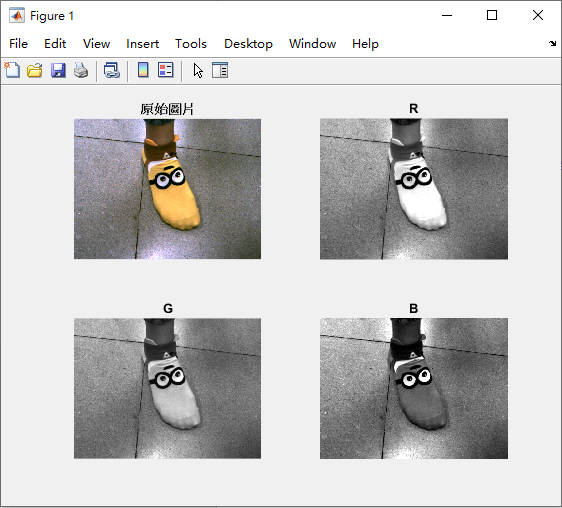 Figure 1
File Edit View Insert Tools Desktop Window Help
原始圖片
R
G
B